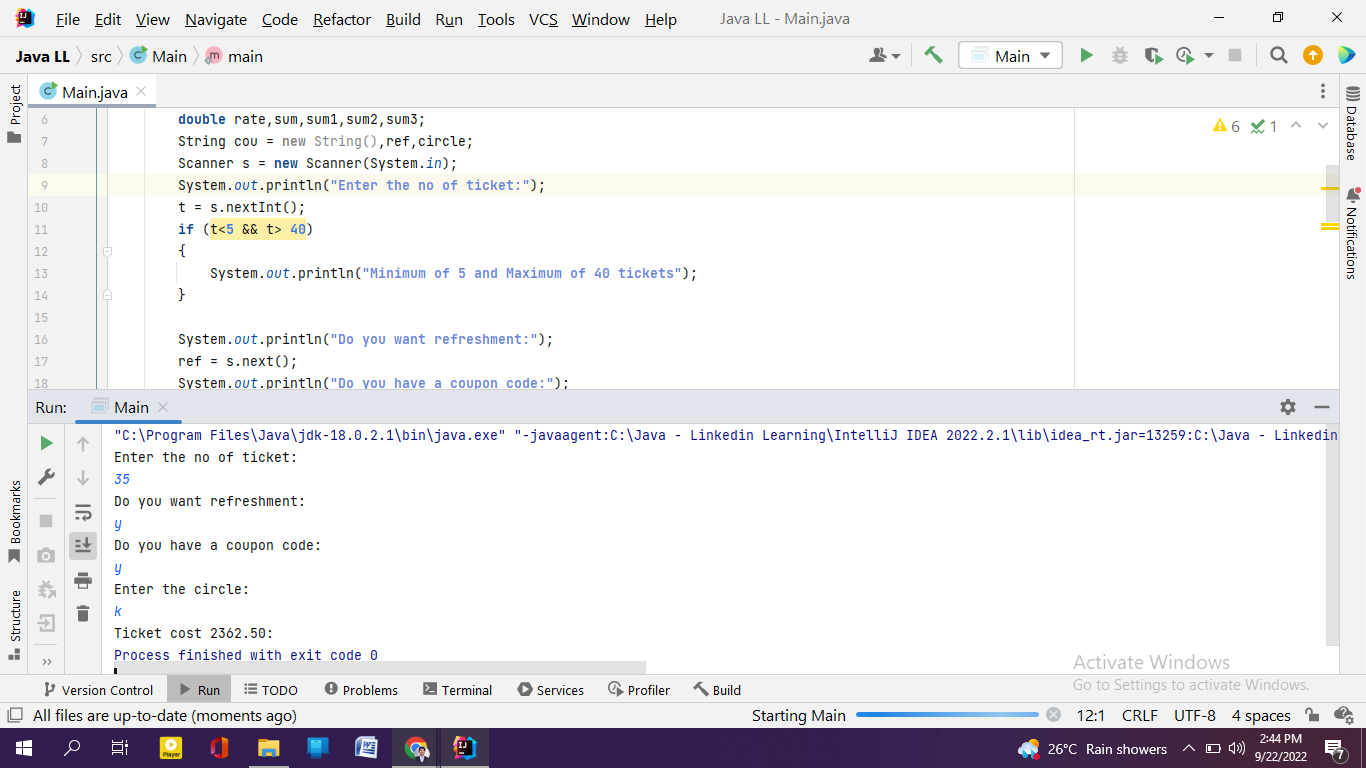 File Edit View Navigate Code Refactor Build Run Tools VCS Window Help Java LL - Main.java
Java LL src Main main Main
Project
Main.java
Database
Notifications
6 double rate,sum,sum1,sum2,sum3;
7 String cou = new String(),ref,circle;
8 Scanner s = new Scanner(System.in);
9 System.out.println("Enter the no of ticket:");
10 t = s.nextInt();
11 if (t<5 && t> 40)
12 {
13 System.out.println("Minimum of 5 and Maximum of 40 tickets");
14 }
15
16 System.out.println("Do you want refreshment:");
17 ref = s.next();
18 System.out.println("Do you have a coupon code:");
6 1
Run: Main
"C:\Program Files\Java\jdk-18.0.2.1\bin\java.exe" "-javaagent:C:\Java - Linkedin Learning\IntelliJ IDEA 2022.2.1\lib\idea_rt.jar=13259:C:\Java - Linkedin
Enter the no of ticket:
35
Do you want refreshment:
y
Do you have a coupon code:
y
Enter the circle:
k
Ticket cost 2362.50:
Process finished with exit code 0
Bookmarks
Structure
Activate Windows
Go to Settings to activate Windows.
Version Control Run TODO Problems Terminal Services Profiler Build
All files are up-to-date (moments ago) Starting Main 12:1 CRLF UTF-8 4 spaces
Player
26°C Rain showers
2:44 PM
9/22/2022
7